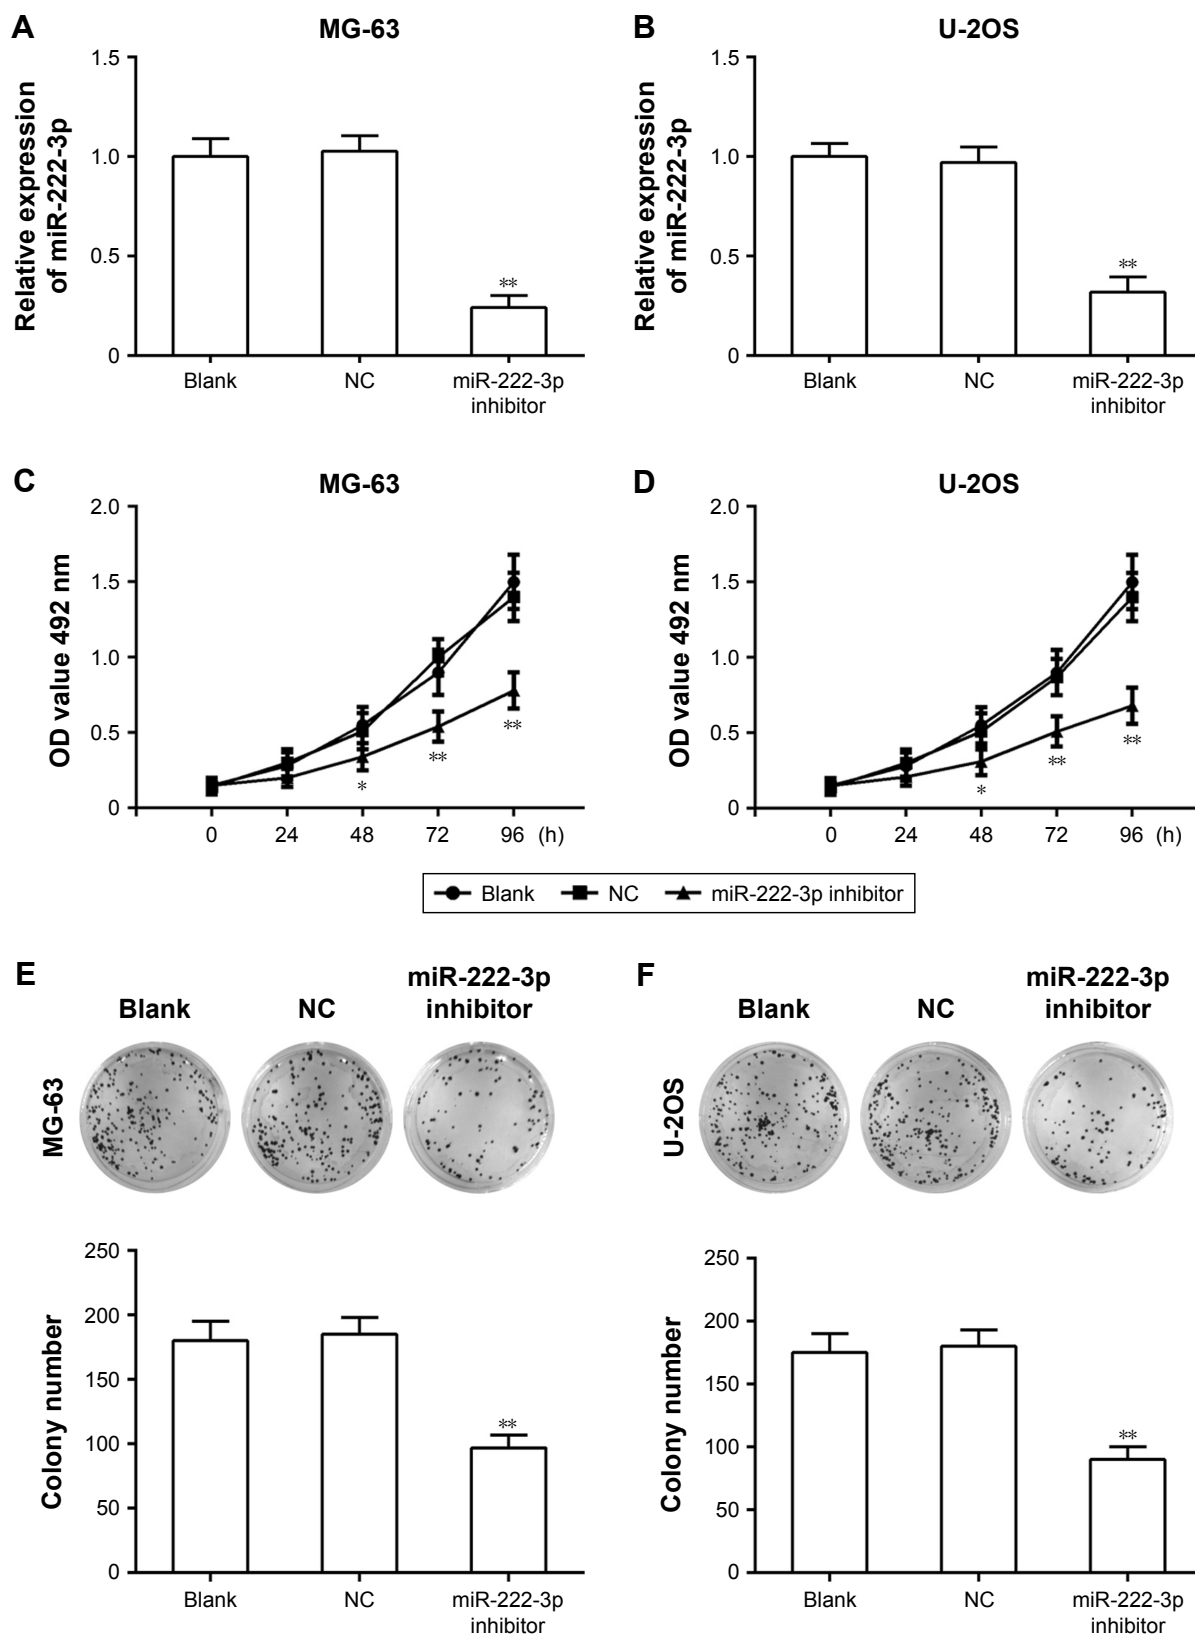 A
MG-63
Relative expression
of miR-222-3p
1.5
1.0
0.5
0
**
Blank
NC
miR-222-3p
inhibitor
B
U-2OS
Relative expression
of miR-222-3p
1.5
1.0
0.5
0
**
Blank
NC
miR-222-3p
inhibitor
C
MG-63
OD value 492 nm
2.0
1.5
1.0
0.5
0
*
**
**
0 24 48 72 96 (h)
D
U-2OS
OD value 492 nm
2.0
1.5
1.0
0.5
0
*
**
**
0 24 48 72 96 (h)
Blank NC miR-222-3p inhibitor
E
Blank
NC
miR-222-3p
inhibitor
MG-63
Colony number
250
200
150
100
50
0
**
Blank
NC
miR-222-3p
inhibitor
F
Blank
NC
miR-222-3p
inhibitor
U-2OS
Colony number
250
200
150
100
50
0
**
Blank
NC
miR-222-3p
inhibitor